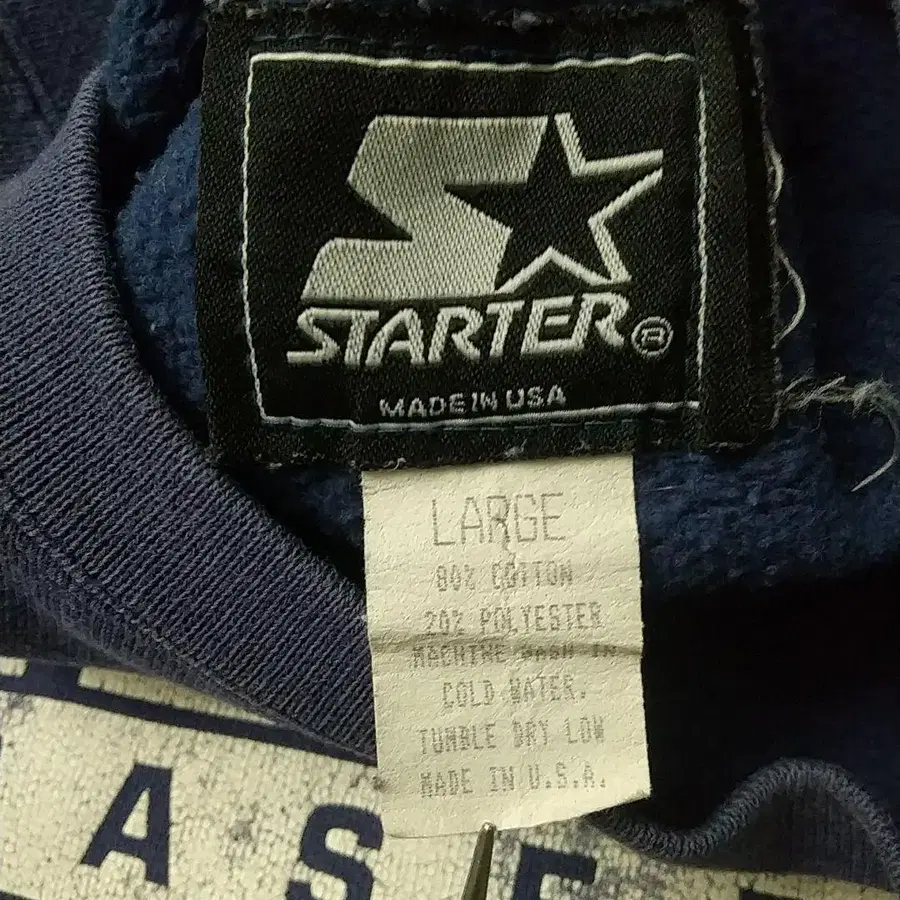 STARTER®
MADE IN USA
LARGE
80% COTTON
20% POLYESTER
MACHINE WASH IN
COLD WATER.
TUMBLE DRY LOW
MADE IN U.S.A.
A S E